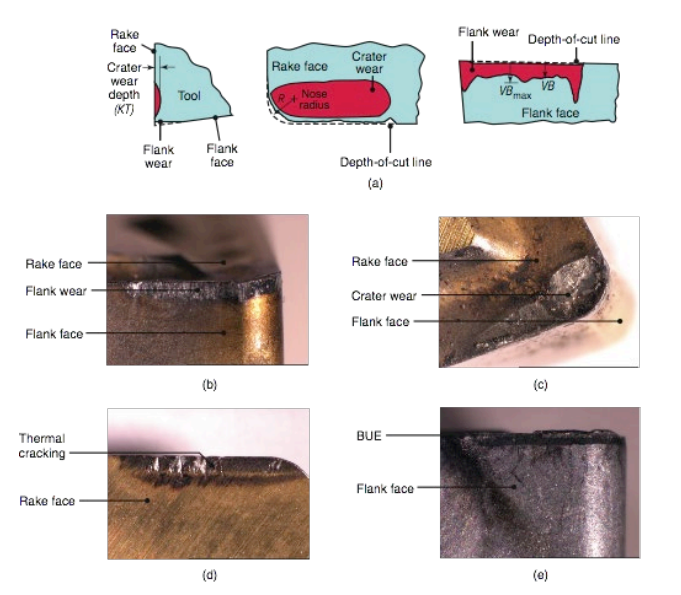 Rake
face
Crater
wear
depth
(KT)
Tool
Flank
wear
Flank
face
Rake face
Crater
wear
R
Nose
radius
Depth-of-cut line
Flank wear
Depth-of-cut line
VBmax
VB
Flank face
(a)
Rake face
Flank wear
Flank face
(b)
Rake face
Crater wear
Flank face
(c)
Thermal
cracking
Rake face
(d)
BUE
Flank face
(e)